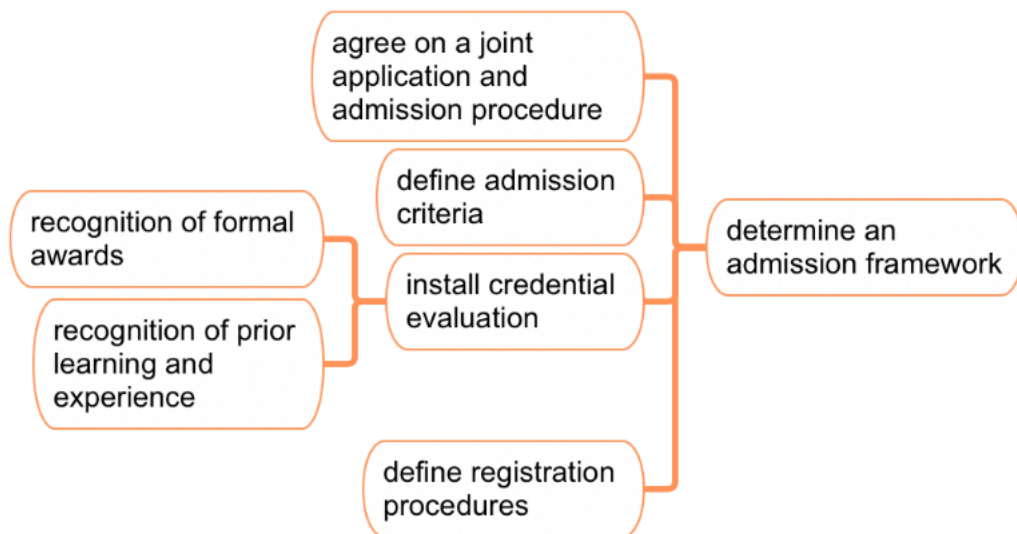 agree on a joint
application and
admission procedure
define admission
criteria
recognition of formal
awards
determine an
admission framework
install credential
evaluation
recognition of prior
learning and
experience
define registration
procedures